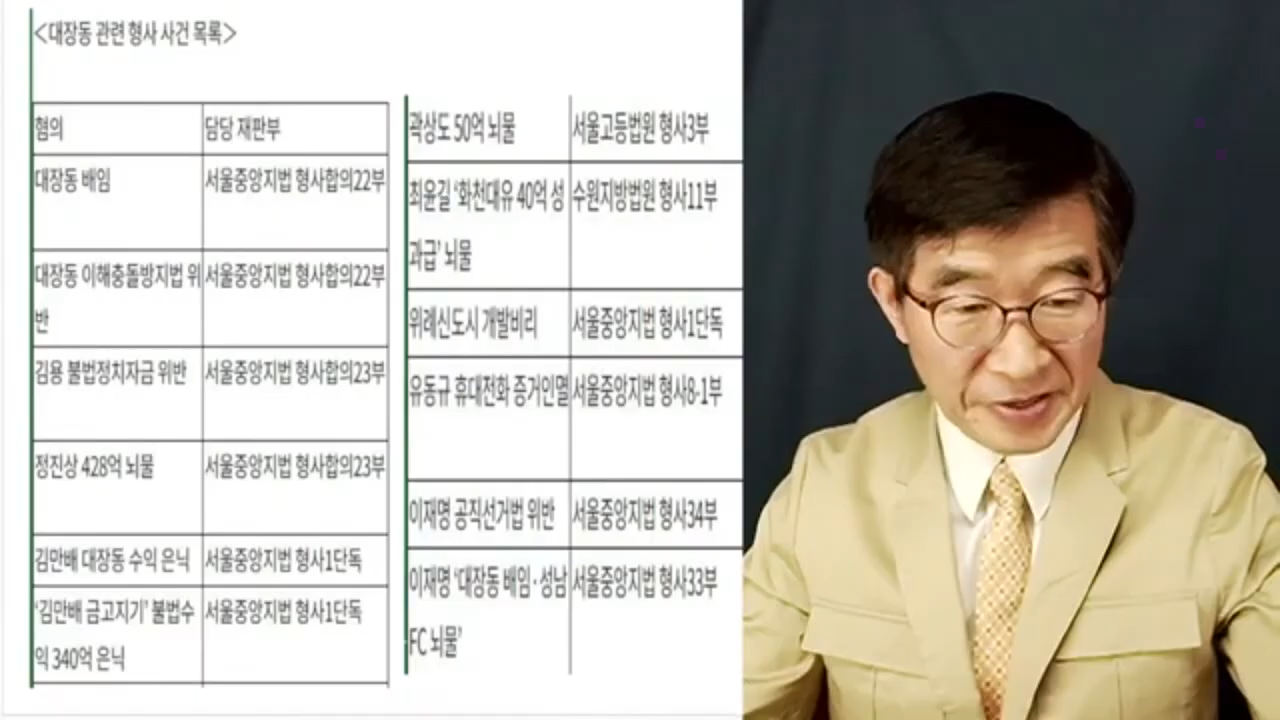 <대장동 관련 형사 사건 목록>
혐의 담당 재판부
대장동 배임 서울중앙지법 형사합의22부
대장동 이해충돌방지법 위 서울중앙지법 형사합의22부
반
김용 불법정치자금 위반 서울중앙지법 형사합의23부
정진상 428억 뇌물 서울중앙지법 형사합의23부
김만배 대장동 수익 은닉 서울중앙지법 형사1단독
‘김만배 금고지기’ 불법수 서울중앙지법 형사1단독
익 340억 은닉
곽상도 50억 뇌물 서울고등법원 형사3부
최윤길 ‘화천대유 40억 성 수원지방법원 형사11부
과급’ 뇌물
위례신도시 개발비리 서울중앙지법 형사1단독
유동규 휴대전화 증거인멸 서울중앙지법 형사8-1부
이재명 공직선거법 위반 서울중앙지법 형사34부
이재명 ‘대장동 배임·성남 서울중앙지법 형사33부
FC 뇌물’